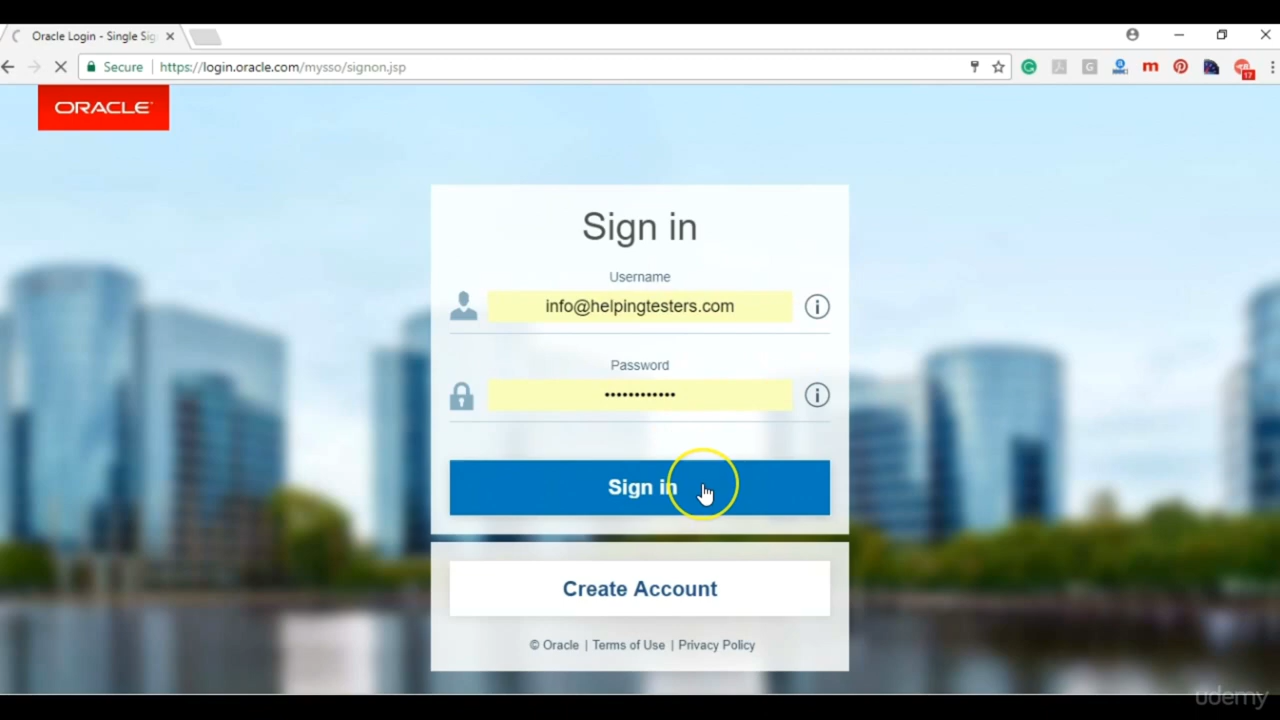 Oracle Login - Single Sig
Secure | https://login.oracle.com/mysso/signon.jsp
17
ORACLE
Sign in
Username
info@helpingtesters.com
Password
••••••••••••
Sign in
Create Account
© Oracle | Terms of Use | Privacy Policy
udemy